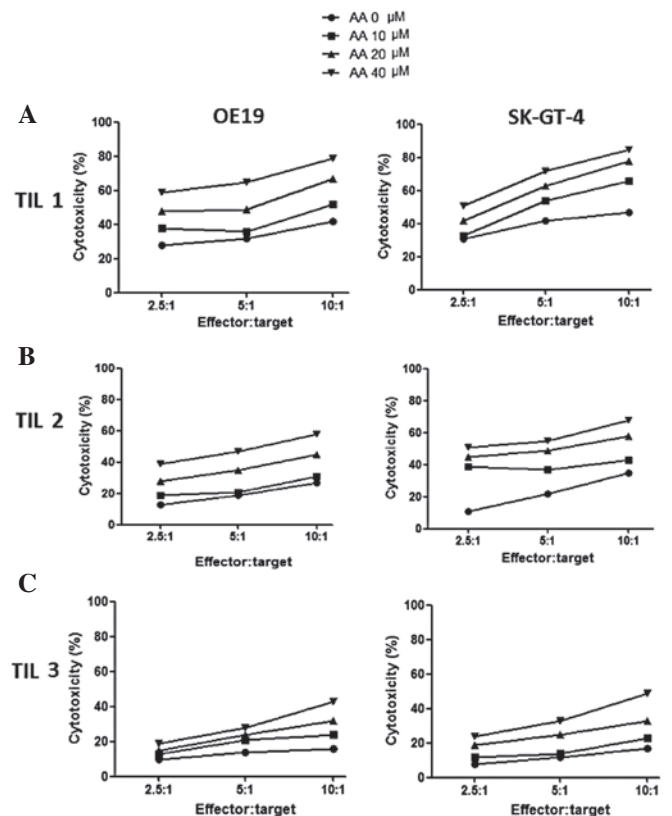 AA 0 µM
AA 10 µM
AA 20 µM
AA 40 µM
A
OE19
SK-GT-4
TIL 1
Cytotoxicity (%)
100
80
60
40
20
0
2.5:1 5:1 10:1
Effector:target
Cytotoxicity (%)
100
80
60
40
20
0
2.5:1 5:1 10:1
Effector:target
B
TIL 2
Cytotoxicity (%)
100
80
60
40
20
0
2.5:1 5:1 10:1
Effector:target
Cytotoxicity (%)
100
80
60
40
20
0
2.5:1 5:1 10:1
Effector:target
C
TIL 3
Cytotoxicity (%)
100
80
60
40
20
0
2.5:1 5:1 10:1
Effector:target
Cytotoxicity (%)
100
80
60
40
20
0
2.5:1 5:1 10:1
Effector:target